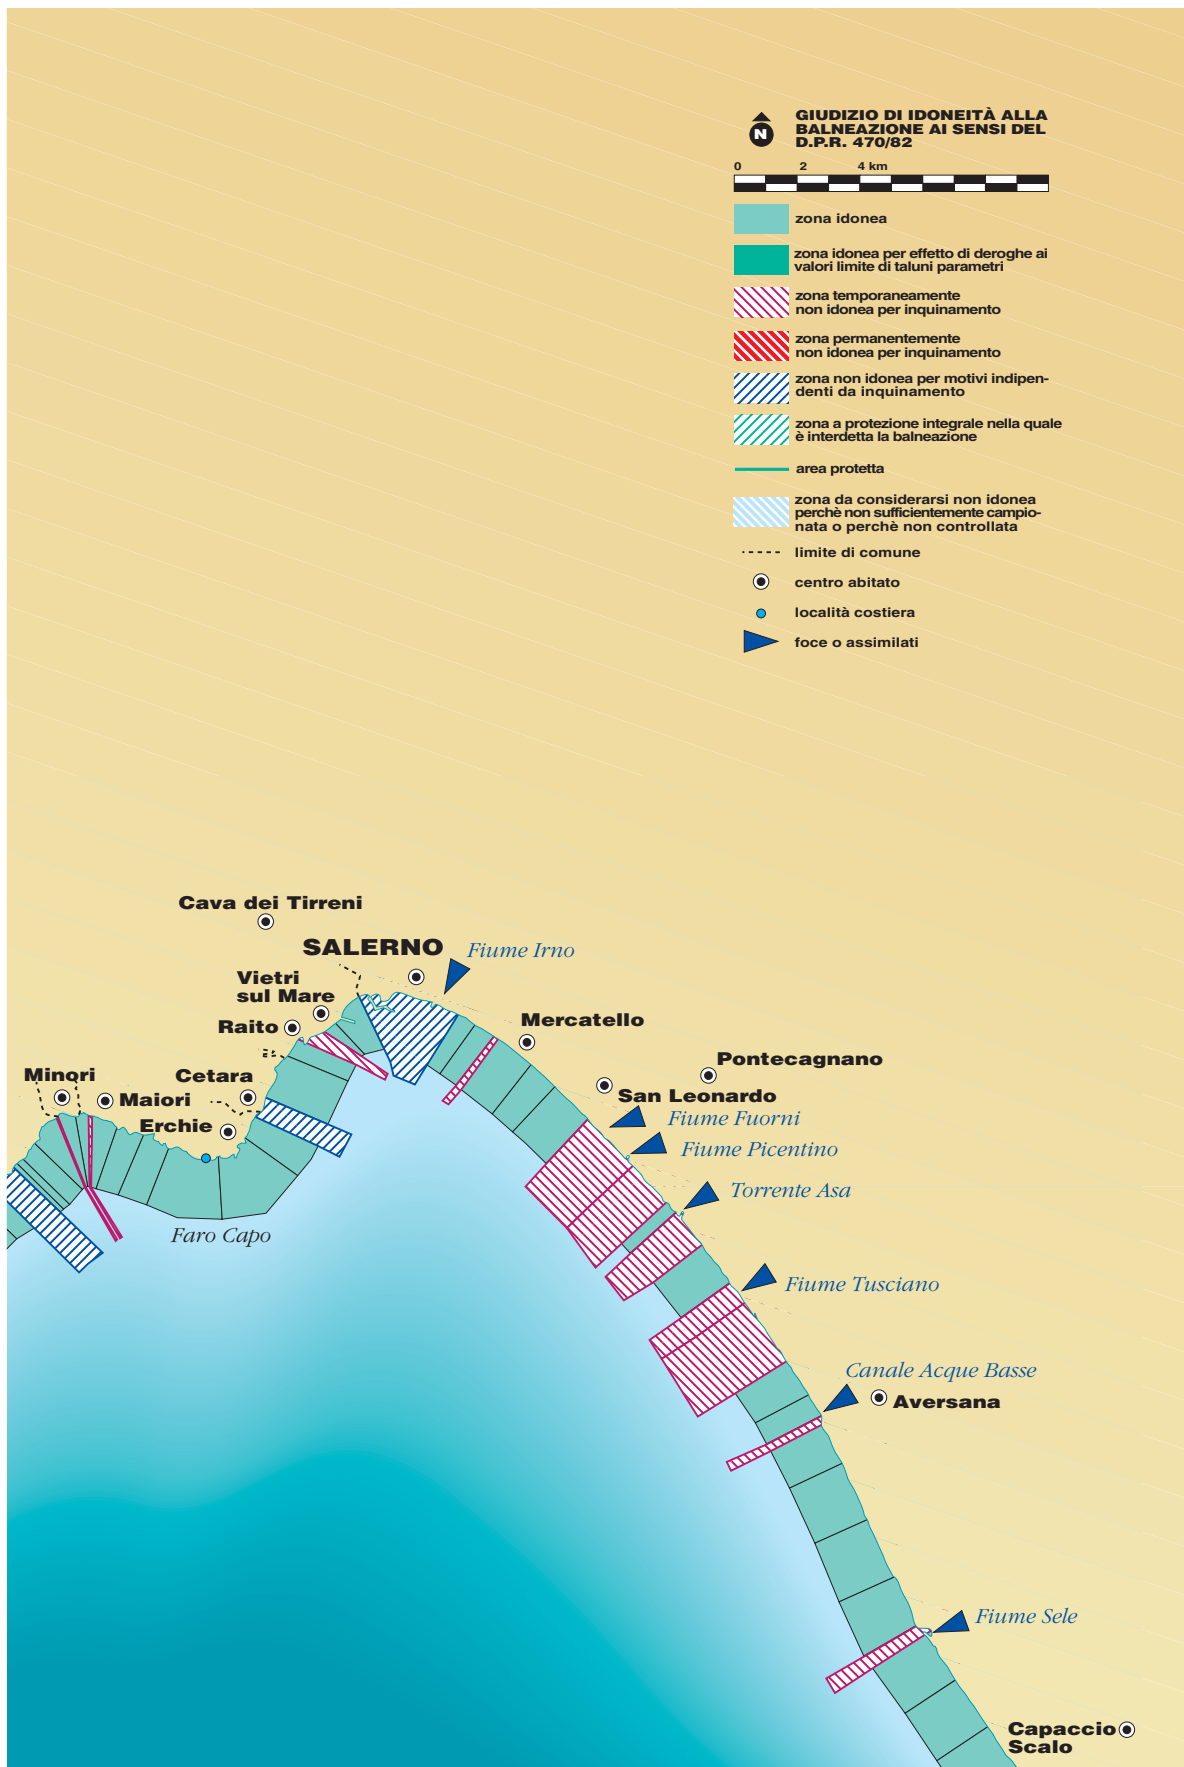 GIUDIZIO DI IDONEITÀ ALLA
BALNEAZIONE AI SENSI DEL
D.P.R. 470/82
N
0 2 4 km
zona idonea
zona idonea per effetto di deroghe ai
valori limite di taluni parametri
zona temporaneamente
non idonea per inquinamento
zona permanentemente
non idonea per inquinamento
zona non idonea per motivi indipen-
denti da inquinamento
zona a protezione integrale nella quale
è interdetta la balneazione
area protetta
zona da considerarsi non idonea
perchè non sufficientemente campio-
nata o perchè non controllata
limite di comune
centro abitato
località costiera
foce o assimilati
Cava dei Tirreni
SALERNO
Fiume Irno
Vietri
sul Mare
Raito
Mercatello
Pontecagnano
Minori
Cetara
Maiori
San Leonardo
Erchie
Fiume Fuorni
Fiume Picentino
Torrente Asa
Faro Capo
Fiume Tusciano
Canale Acque Basse
Aversana
Fiume Sele
Capaccio
Scalo